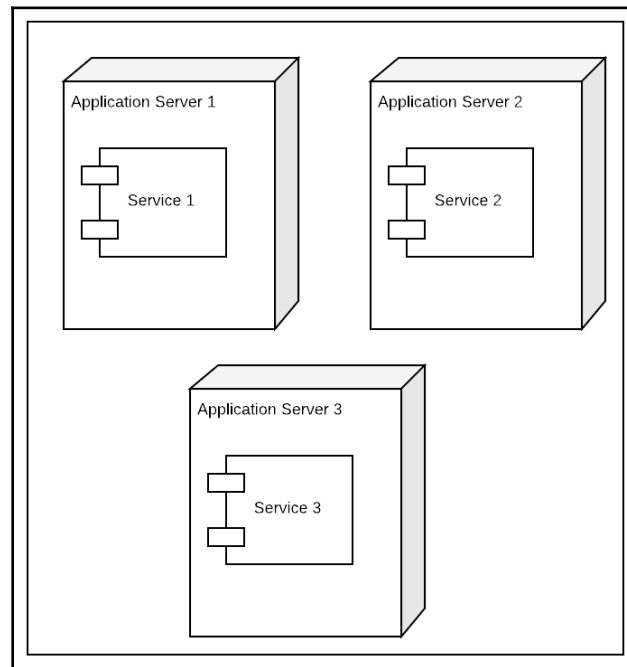 Application Server 1
Service 1
Application Server 2
Service 2
Application Server 3
Service 3